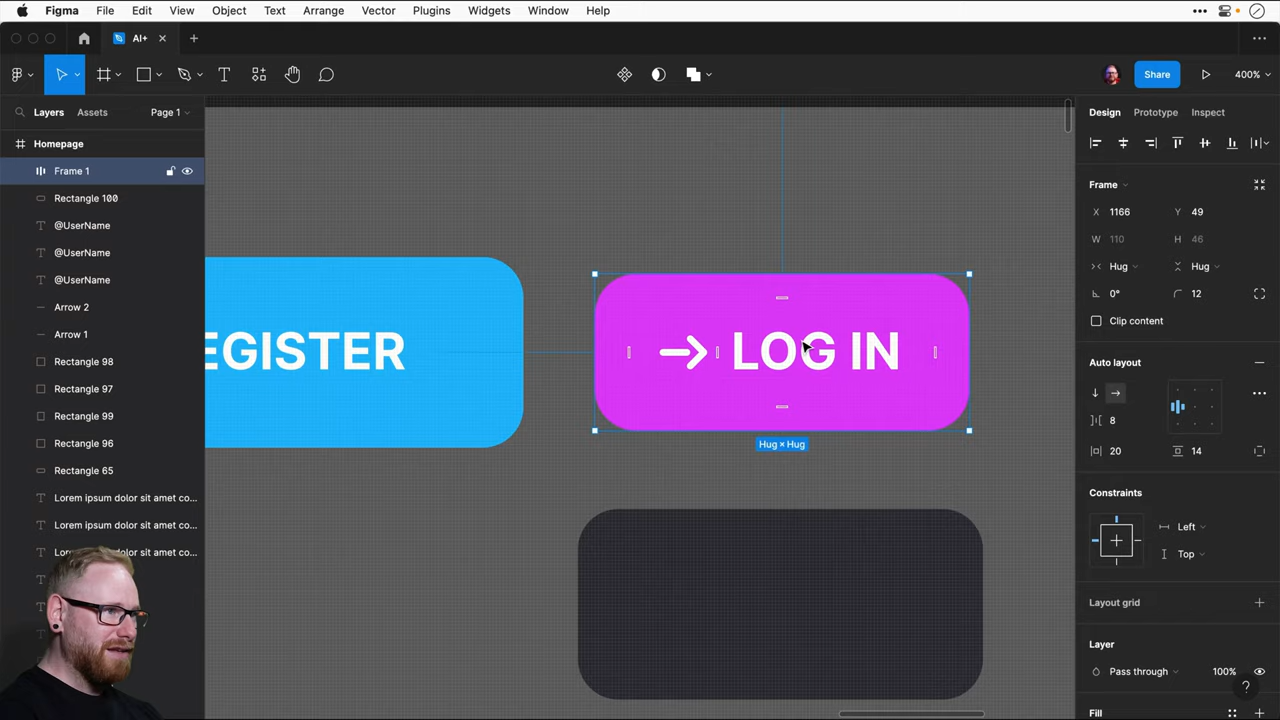 Figma File Edit View Object Text Arrange Vector Plugins Widgets Window Help
AI+
Share
400%
Layers Assets Page 1
Design Prototype Inspect
Homepage
Frame 1
Rectangle 100
@UserName
@UserName
@UserName
Arrow 2
Arrow 1
Rectangle 98
Rectangle 97
Rectangle 99
Rectangle 96
Rectangle 65
Lorem ipsum dolor sit amet co...
Lorem ipsum dolor sit amet co...
Lorem ipsum dolor sit amet co...
EGISTER
LOG IN
Hug × Hug
Frame
X 1166 Y 49
W 110 H 46
Hug Hug
0° 12
Clip content
Auto layout
8
20 14
Constraints
Left
Top
Layout grid
Layer
Pass through 100%
?
Fill